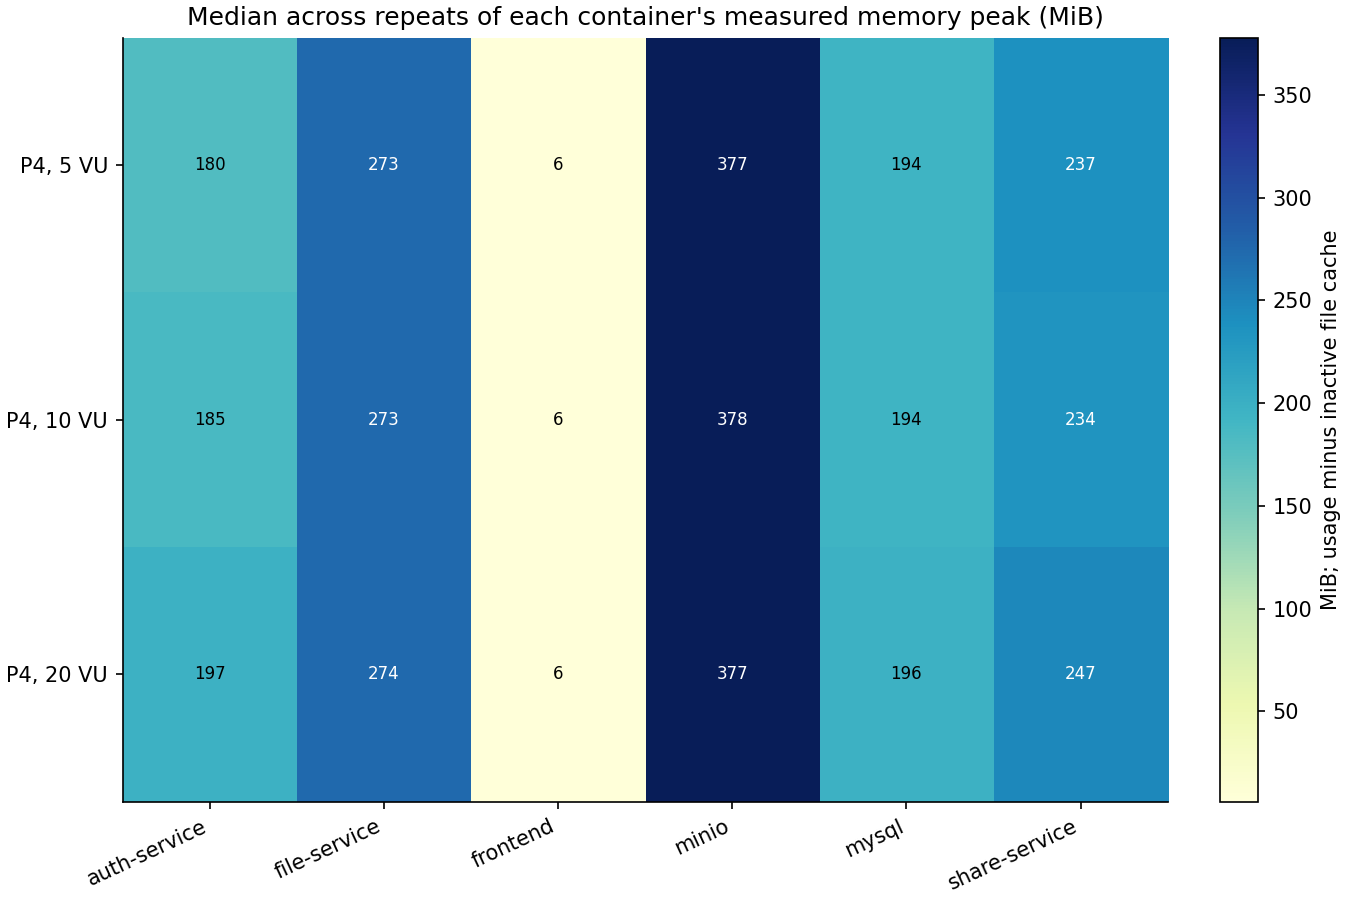 Median across repeats of each container's measured memory peak (MiB)
P4, 5 VU
180
273
6
377
194
237
P4, 10 VU
185
273
6
378
194
234
P4, 20 VU
197
274
6
377
196
247
auth-service
file-service
frontend
minio
mysql
share-service
350
300
250
200
150
100
50
MiB; usage minus inactive file cache